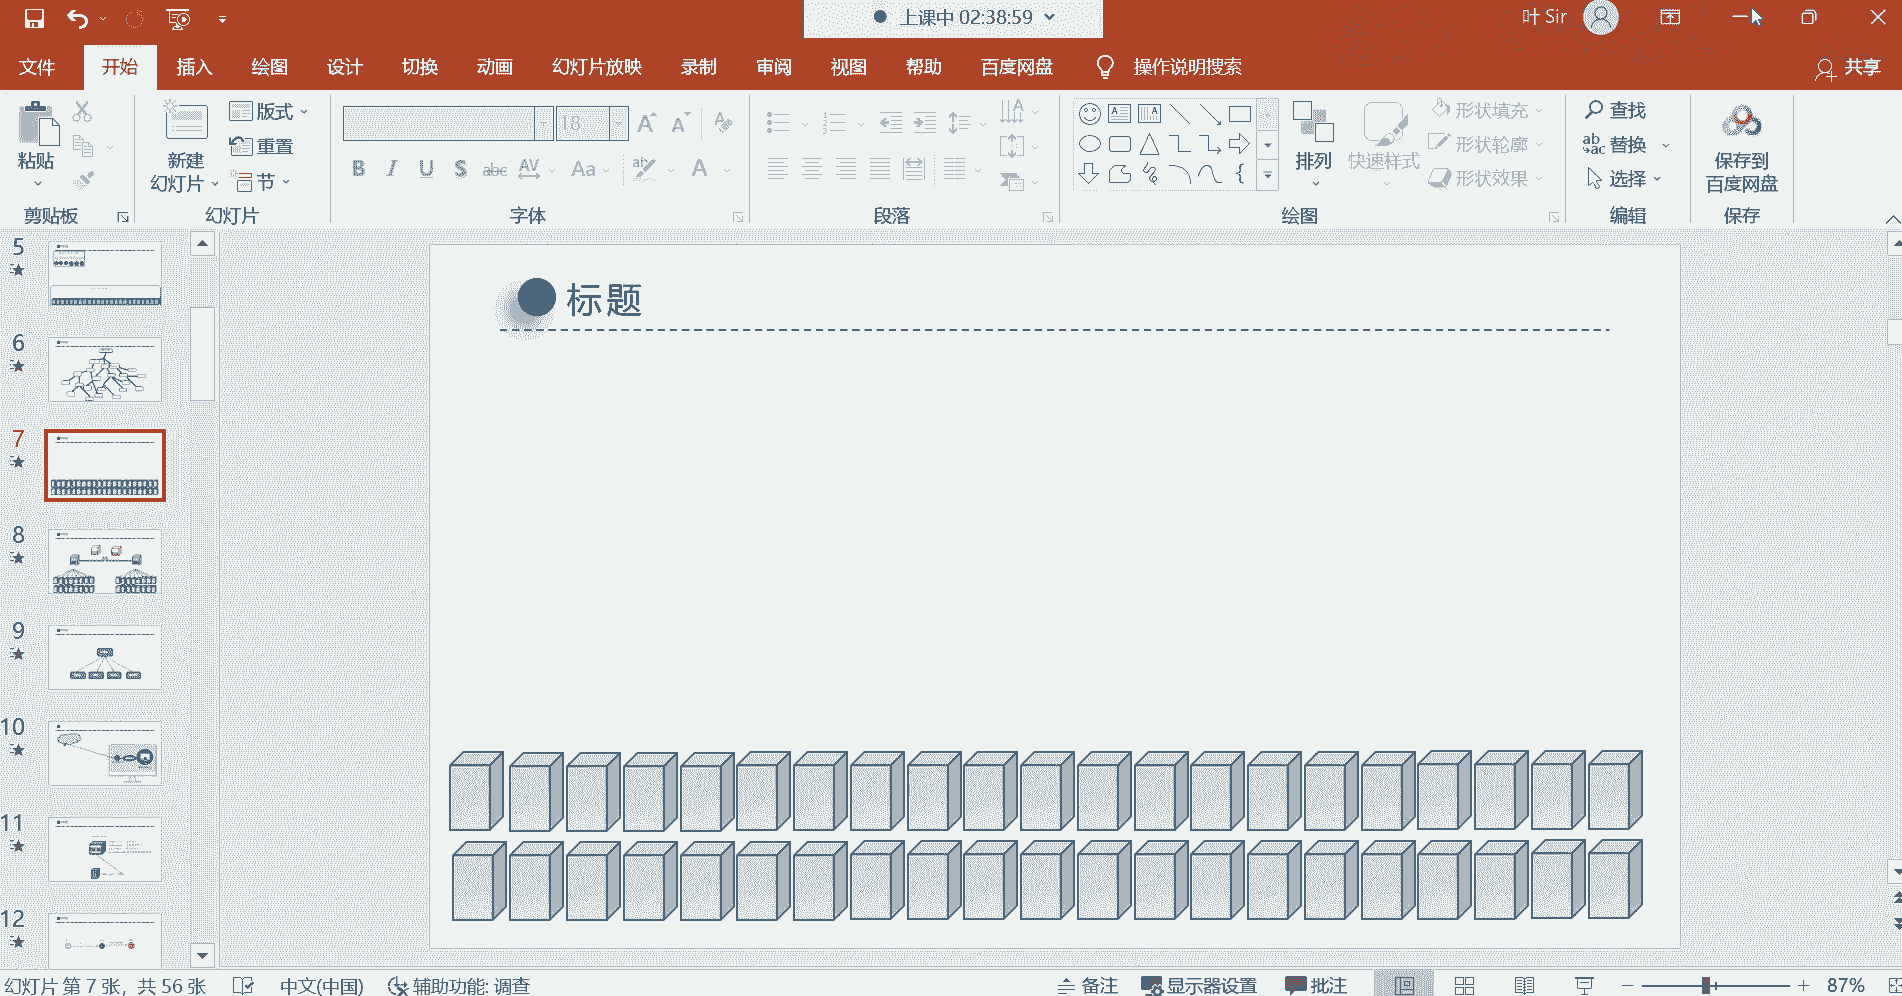 上课中 02:38:59
叶 Sir
文件 开始 插入 绘图 设计 切换 动画 幻灯片放映 录制 审阅 视图 帮助 百度网盘 操作说明搜索 共享
粘贴
剪贴板
新建
幻灯片
版式
重置
节
幻灯片
18
B I U S abc AV Aa A
字体
段落
排列
快速样式
形状填充
形状轮廓
形状效果
绘图
查找
替换
选择
编辑
保存到
百度网盘
保存
5
6
7
8
9
10
11
12
标题
幻灯片 第 7 张，共 56 张 中文(中国) 辅助功能: 调查 备注 显示器设置 批注 87%